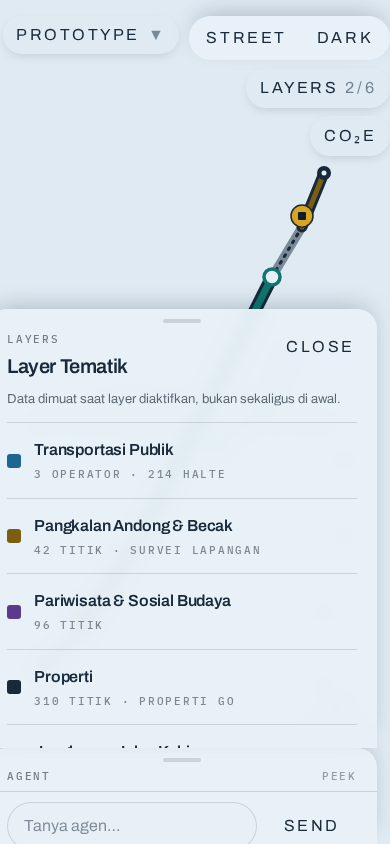 PROTOTYPE ▼
STREET DARK
LAYERS 2/6
CO₂E
LAYERS
CLOSE
Layer Tematik
Data dimuat saat layer diaktifkan, bukan sekaligus di awal.
Transportasi Publik
3 OPERATOR · 214 HALTE
Pangkalan Andong & Becak
42 TITIK · SURVEI LAPANGAN
Pariwisata & Sosial Budaya
96 TITIK
Properti
310 TITIK · PROPERTI GO
AGENT PEEK
Tanya agen...
SEND